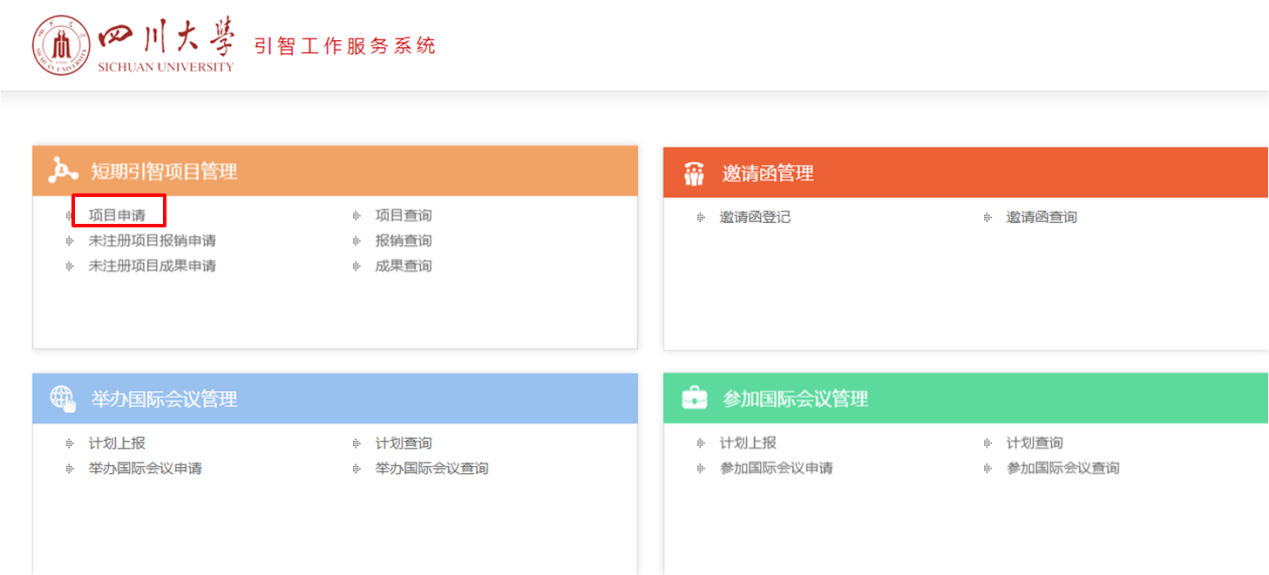 四川大学
SICHUAN UNIVERSITY
引智工作服务系统
短期引智项目管理
项目申请
项目查询
未注册项目报销申请
报销查询
未注册项目成果申请
成果查询
邀请函管理
邀请函登记
邀请函查询
举办国际会议管理
计划上报
计划查询
举办国际会议申请
举办国际会议查询
参加国际会议管理
计划上报
计划查询
参加国际会议申请
参加国际会议查询